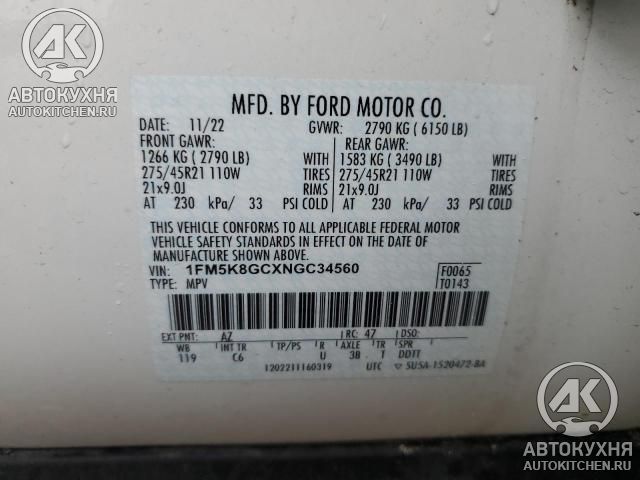 AK
АВТОКУХНЯ
AUTOKITCHEN.RU
MFD. BY FORD MOTOR CO.
DATE: 11/22 GVWR: 2790 KG ( 6150 LB)
FRONT GAWR: REAR GAWR:
1266 KG ( 2790 LB) WITH 1583 KG ( 3490 LB) WITH
275/45R21 110W TIRES 275/45R21 110W TIRES
21x9.0J RIMS 21x9.0J RIMS
AT 230 kPa/ 33 PSI COLD AT 230 kPa/ 33 PSI COLD
THIS VEHICLE CONFORMS TO ALL APPLICABLE FEDERAL MOTOR
VEHICLE SAFETY STANDARDS IN EFFECT ON THE DATE OF
MANUFACTURE SHOWN ABOVE.
VIN: 1FM5K8GCXNGC34560 F0065
TYPE: MPV T0143
EXT PNT: AZ RC: 47 DSO:
WB INT TR TP/PS R AXLE TR SPR
119 C6 U 3B T DDTT
1202211160319 UTC ▽ 5USA-1520472-BA
AK
АВТОКУХНЯ
AUTOKITCHEN.RU